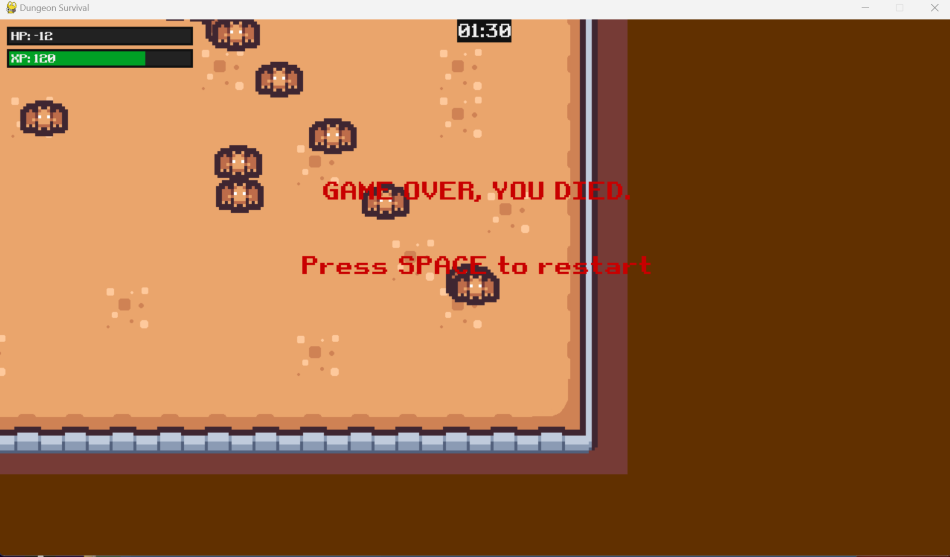 Dungeon Survival
HP: -12
01:30
XP: 120
GAME OVER, YOU DIED.
Press SPACE to restart